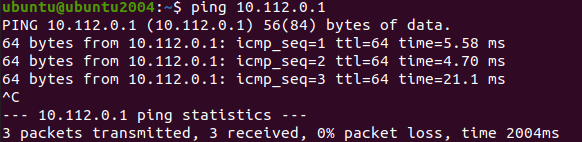 ubuntu@ubuntu2004:~$ ping 10.112.0.1
PING 10.112.0.1 (10.112.0.1) 56(84) bytes of data.
64 bytes from 10.112.0.1: icmp_seq=1 ttl=64 time=5.58 ms
64 bytes from 10.112.0.1: icmp_seq=2 ttl=64 time=4.70 ms
64 bytes from 10.112.0.1: icmp_seq=3 ttl=64 time=21.1 ms
^C
--- 10.112.0.1 ping statistics ---
3 packets transmitted, 3 received, 0% packet loss, time 2004ms